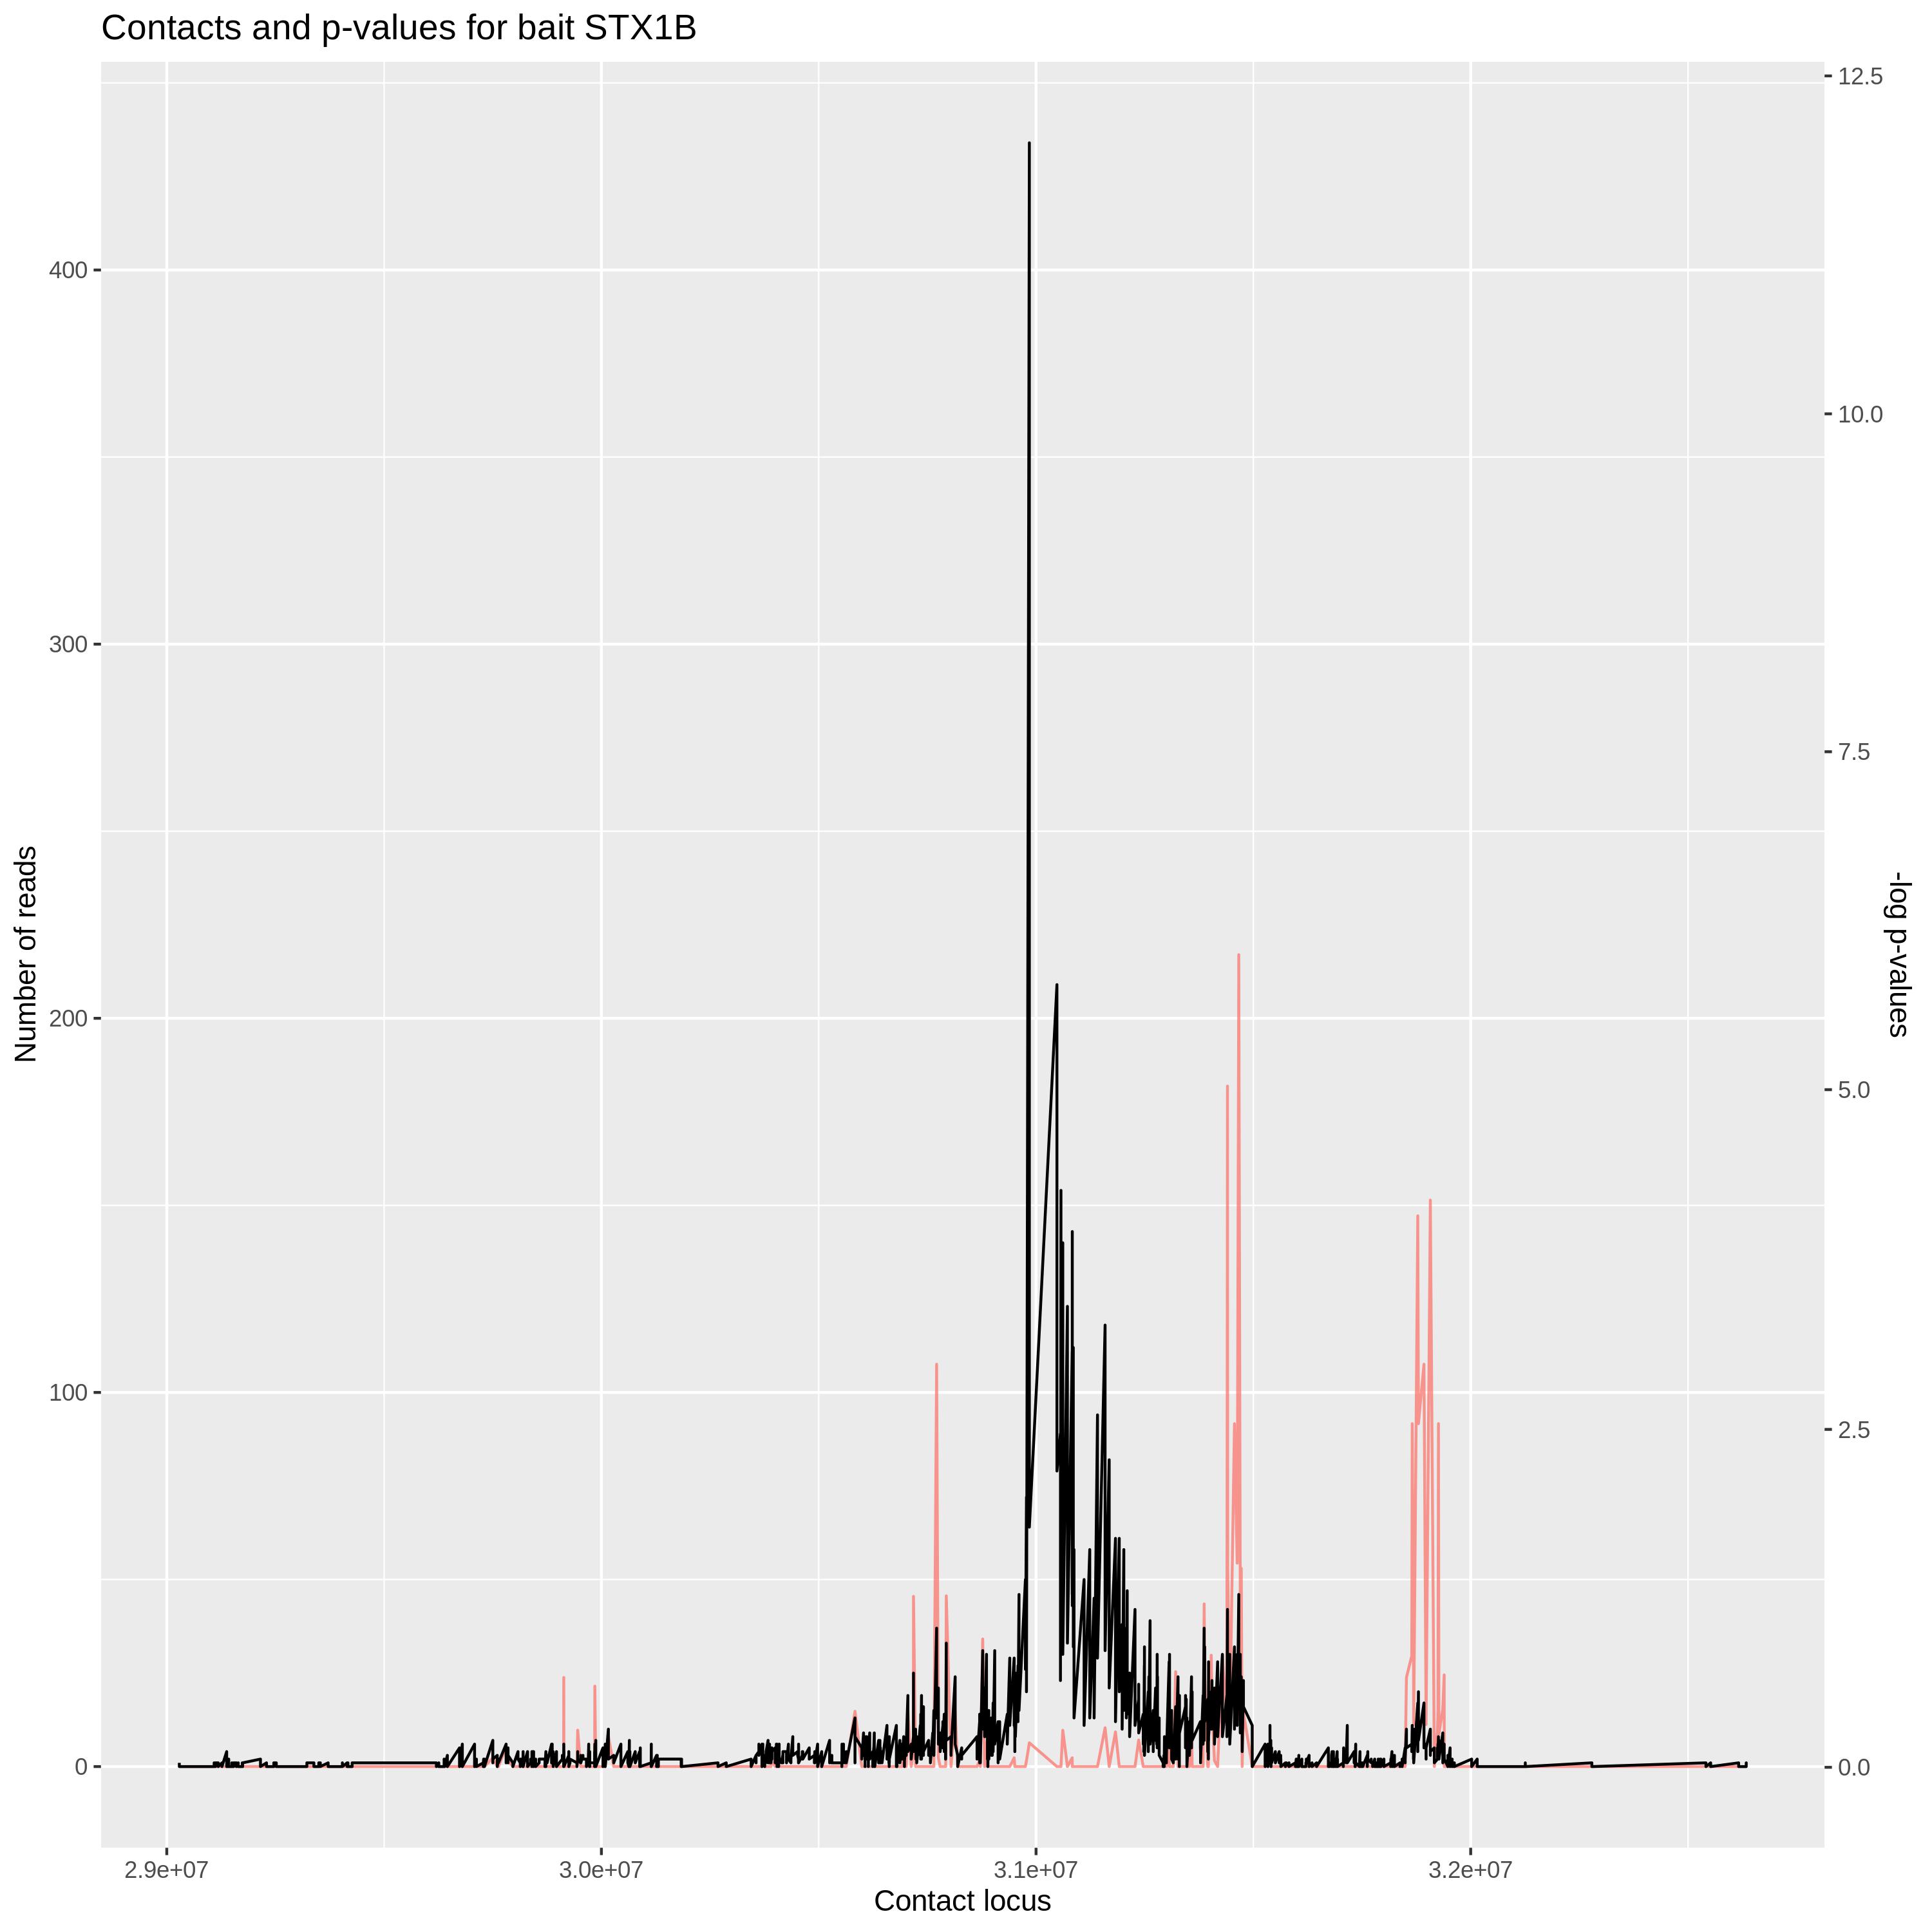 Contacts and p-values for bait STX1B
12.5
10.0
7.5
5.0
2.5
0.0
400
300
200
100
0
Number of reads
-log p-values
2.9e+07 3.0e+07 3.1e+07 3.2e+07
Contact locus